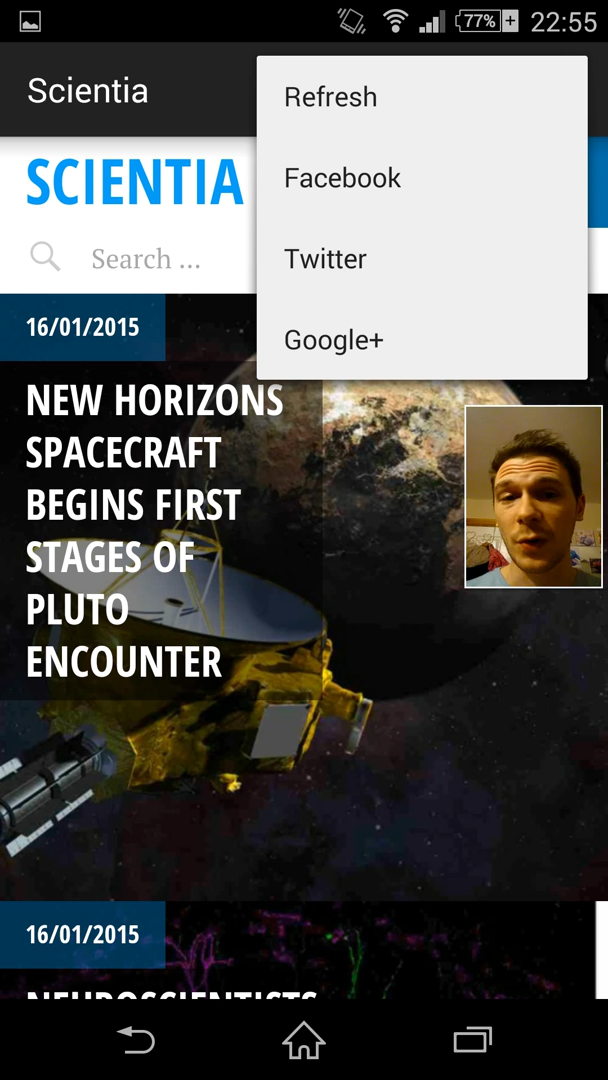 77%
22:55
Scientia
Refresh
Facebook
Twitter
Google+
SCIENTIA
Search ...
16/01/2015
NEW HORIZONS
SPACECRAFT
BEGINS FIRST
STAGES OF
PLUTO
ENCOUNTER
16/01/2015
NEUROSCIENTISTS